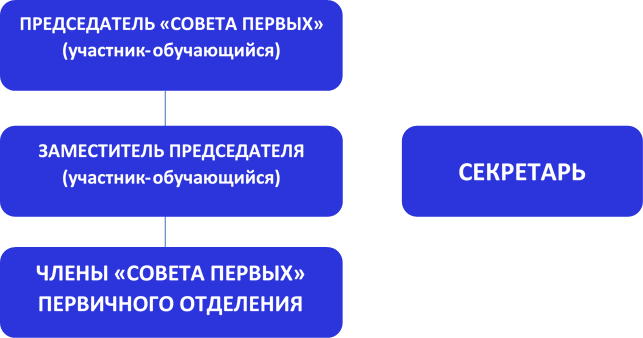 ПРЕДСЕДАТЕЛЬ «СОВЕТА ПЕРВЫХ»
(участник-обучающийся)
ЗАМЕСТИТЕЛЬ ПРЕДСЕДАТЕЛЯ
(участник-обучающийся)
СЕКРЕТАРЬ
ЧЛЕНЫ «СОВЕТА ПЕРВЫХ»
ПЕРВИЧНОГО ОТДЕЛЕНИЯ